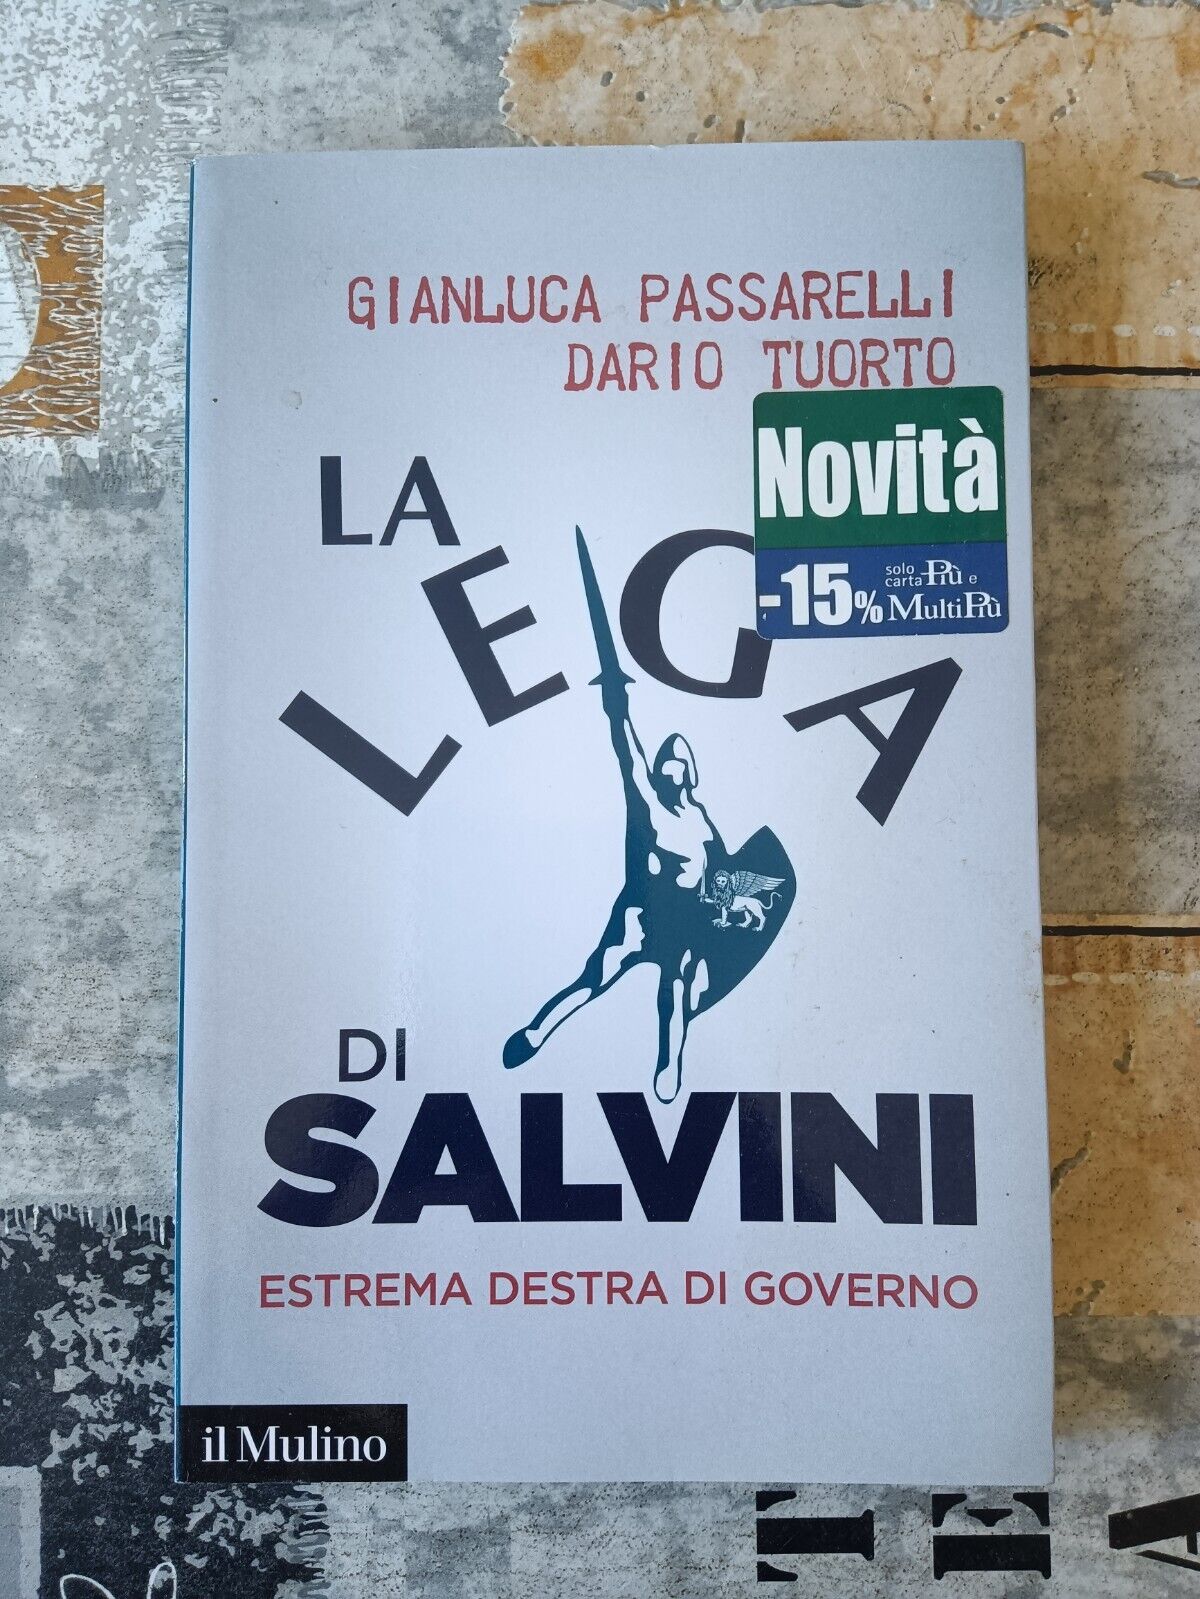 GIANLUCA PASSARELLI
DARIO TUORTO
Novità
-15% solo carta Più e MultiPiù
LA
LEGA
DI
SALVINI
ESTREMA DESTRA DI GOVERNO
il Mulino